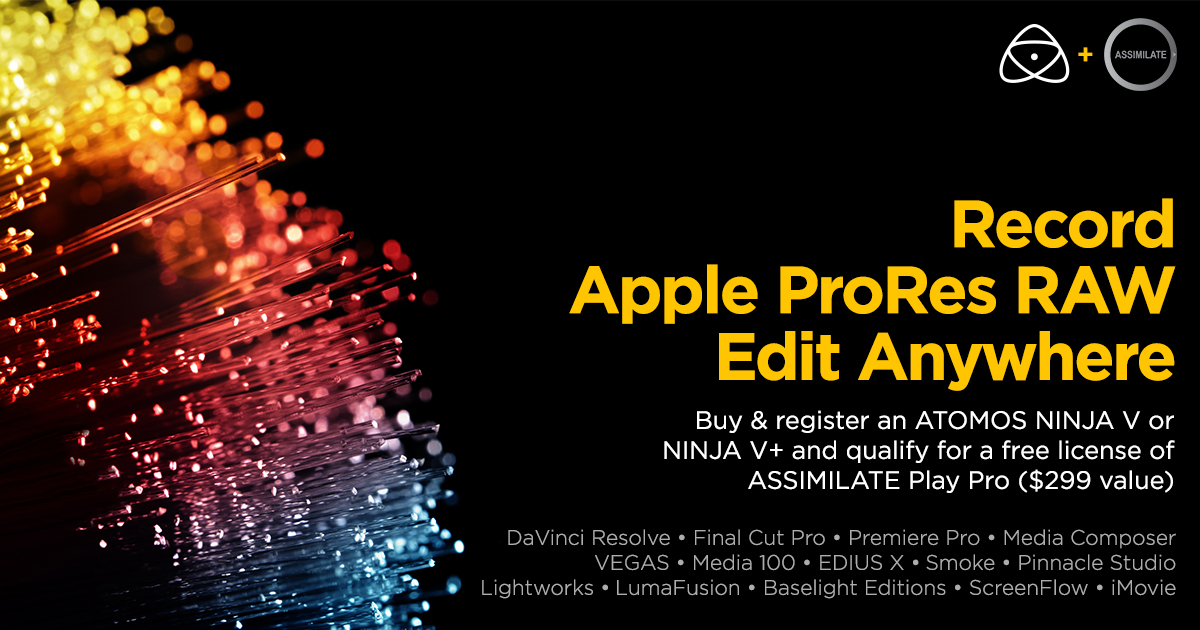 ASSIMILATE
Record
Apple ProRes RAW
Edit Anywhere
Buy & register an ATOMOS NINJA V or
NINJA V+ and qualify for a free license of
ASSIMILATE Play Pro ($299 value)
DaVinci Resolve • Final Cut Pro • Premiere Pro • Media Composer
VEGAS • Media 100 • EDIUS X • Smoke • Pinnacle Studio
Lightworks • LumaFusion • Baselight Editions • ScreenFlow • iMovie